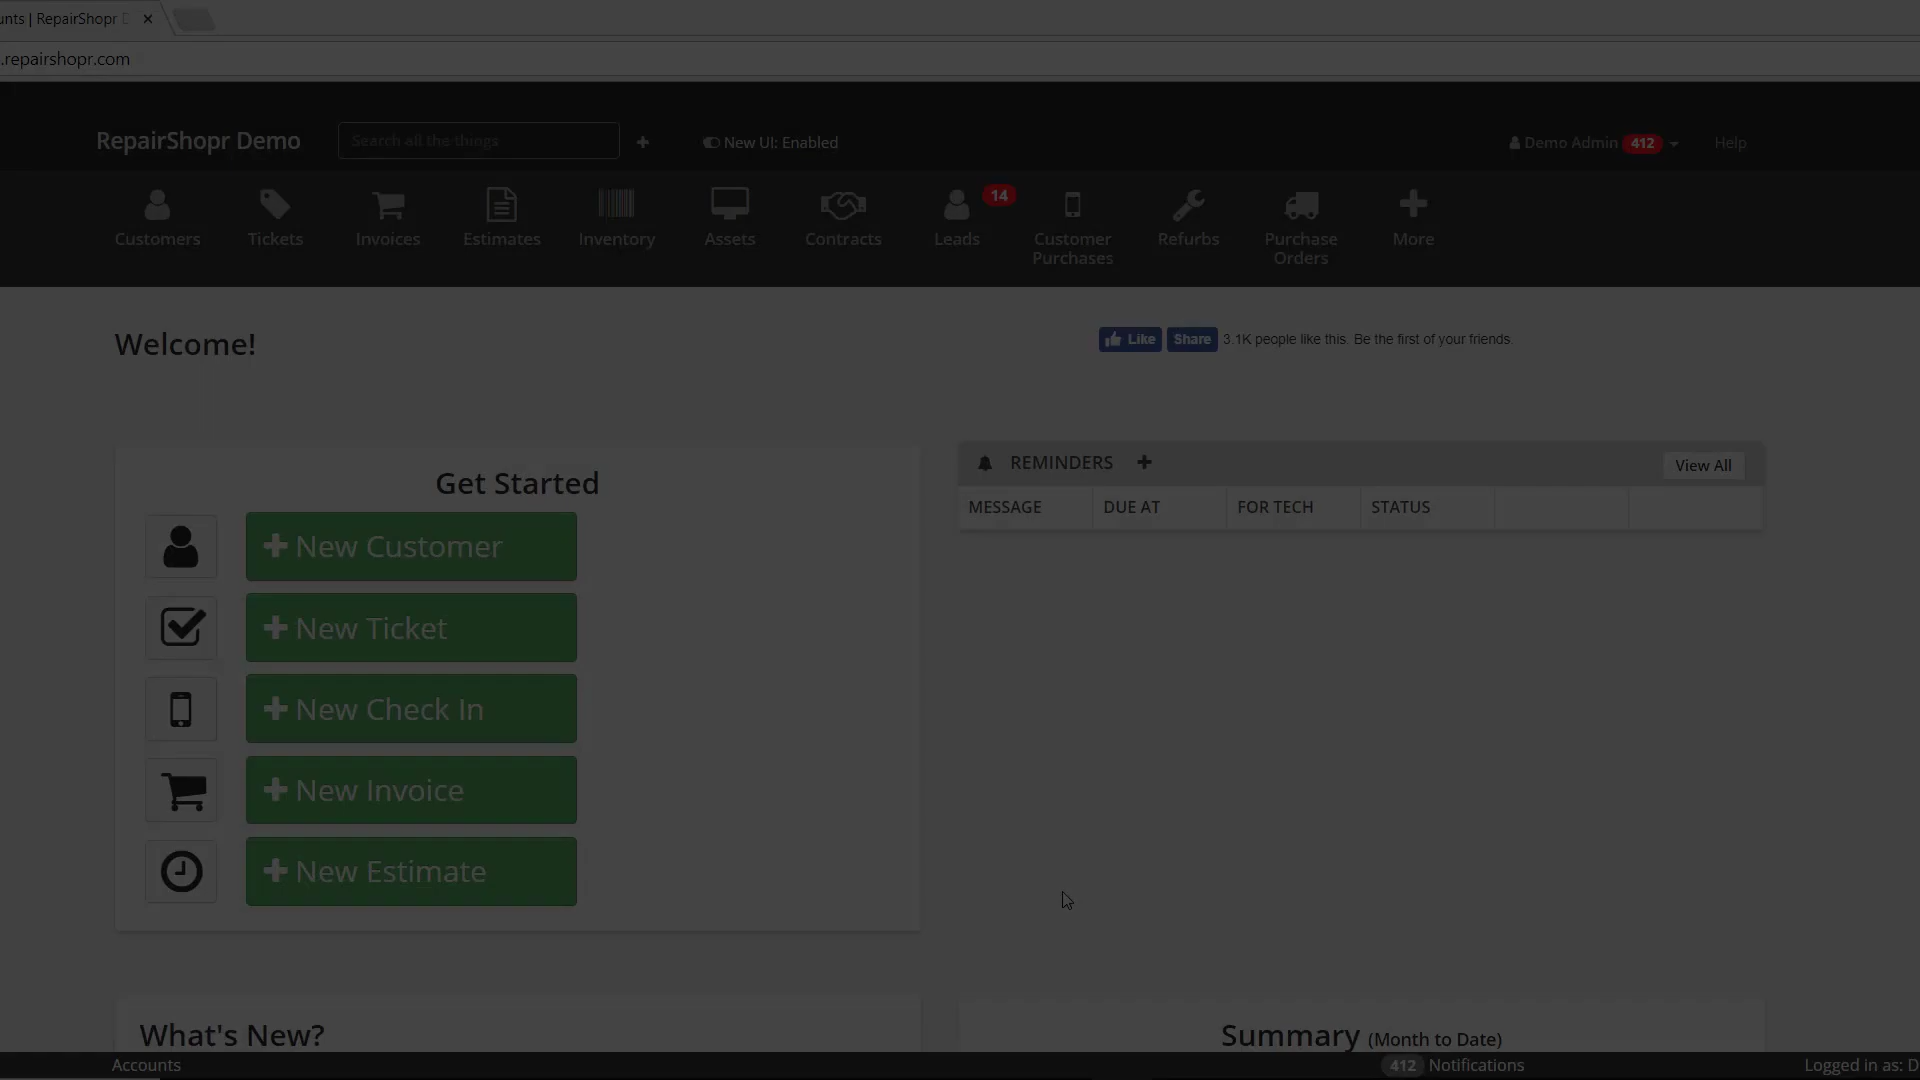 unts | RepairShopr D
.repairshopr.com
RepairShopr Demo
Search all the things
New UI: Enabled
Demo Admin 412
Help
Customers
Tickets
Invoices
Estimates
Inventory
Assets
Contracts
Leads
14
Customer
Purchases
Refurbs
Purchase
Orders
More
Welcome!
Like
Share
3.1K people like this. Be the first of your friends.
Get Started
New Customer
New Ticket
New Check In
New Invoice
New Estimate
REMINDERS
View All
MESSAGE
DUE AT
FOR TECH
STATUS
What's New?
Summary (Month to Date)
Accounts
412 Notifications
Logged in as: D